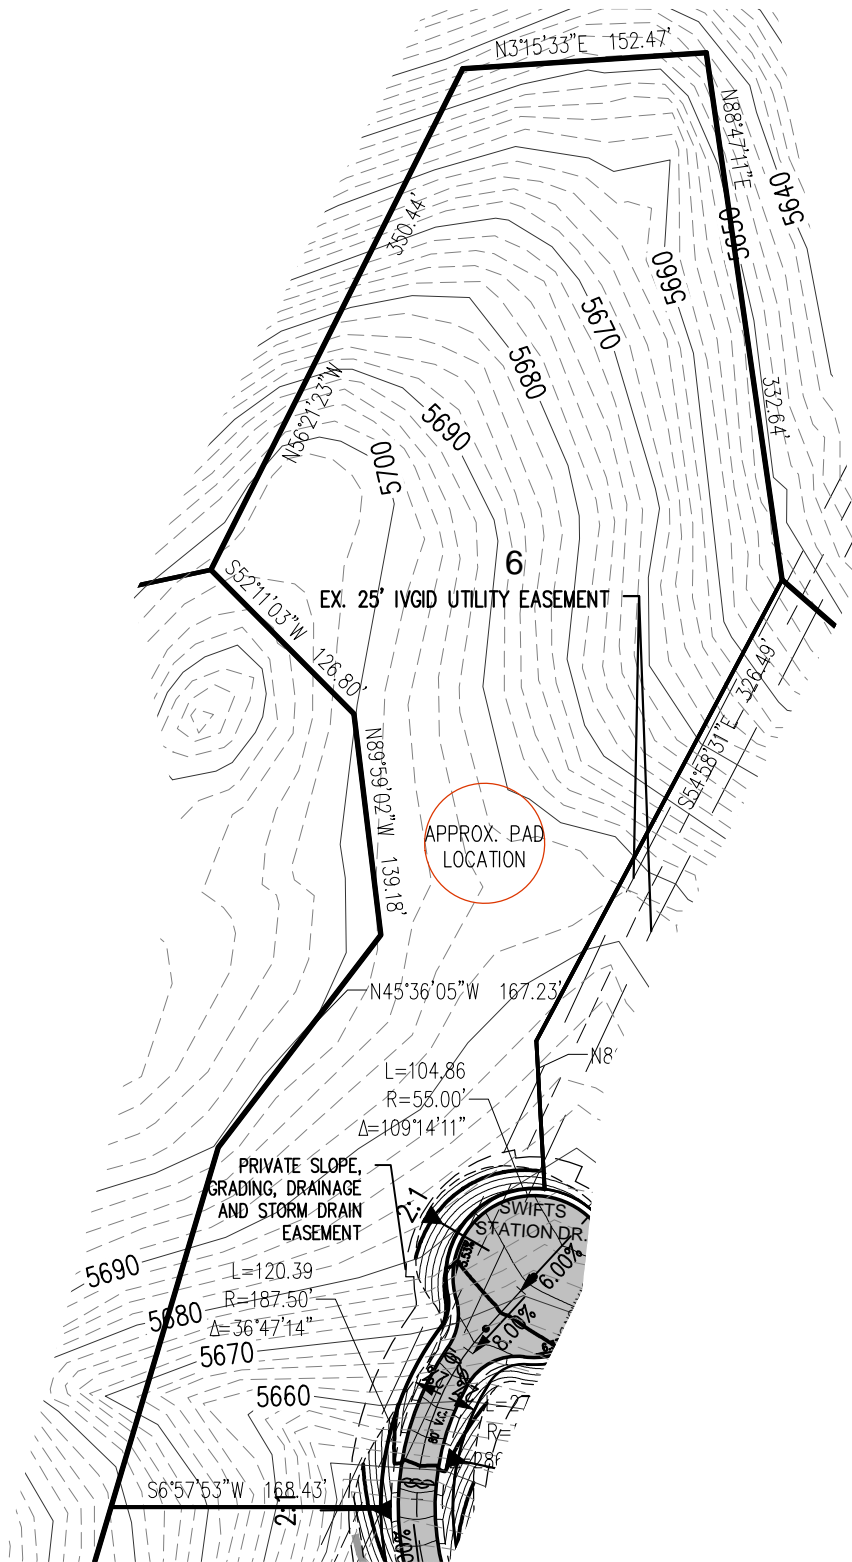 N3°15'33"E 152.47'
N88°47'11"E
5640
5650
350.44'
5660
5670
5680
332.64'
N56°21'23"W
5690
5700
6
EX. 25' IVGID UTILITY EASEMENT
S52°11'03"W 126.80'
S54°58'31"E 326.49'
N89°59'02"W 139.18'
APPROX. PAD
LOCATION
N45°36'05"W 167.23'
L=104.86
R=55.00'
Δ=109°14'11"
PRIVATE SLOPE,
GRADING, DRAINAGE
AND STORM DRAIN
EASEMENT
2:1
SWIFTS
STATION DR.
6.00%
8.00%
5690
L=120.39
R=187.50'
Δ=36°47'14"
5680
5670
5660
80' V.C.
S6°57'53"W 168.43'
2:1